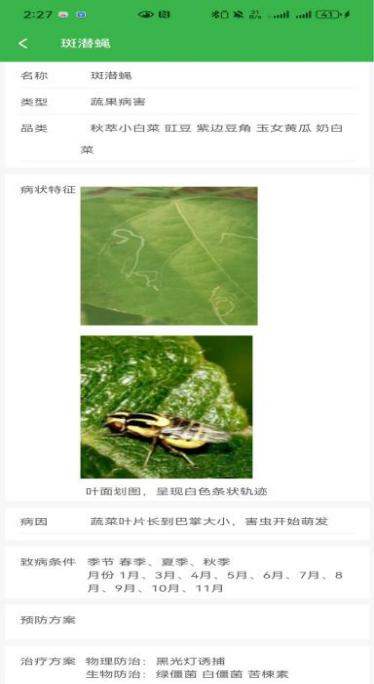 2:27
21 B/s
41
斑潜蝇
名称 斑潜蝇
类型 蔬果病害
品类 秋萃小白菜 豇豆 紫边豆角 玉女黄瓜 奶白
菜
病状特征
叶面划图，呈现白色条状轨迹
病因 蔬菜叶片长到巴掌大小，害虫开始萌发
致病条件 季节 春季、夏季、秋季
月份 1月、3月、4月、5月、6月、7月、8
月、9月、10月、11月
预防方案
治疗方案 物理防治：黑光灯诱捕
生物防治：绿僵菌 白僵菌 苦楝素